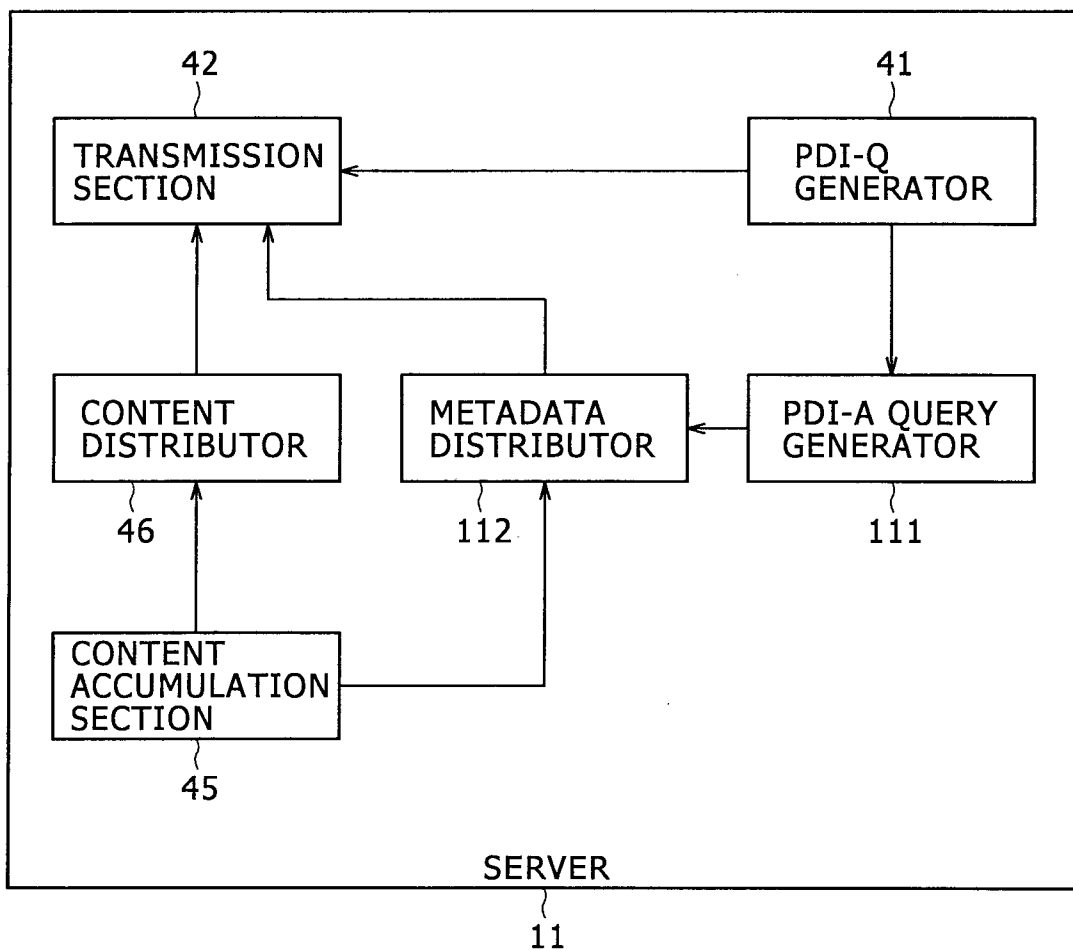 42
41
TRANSMISSION
SECTION
PDI-Q
GENERATOR
CONTENT
DISTRIBUTOR
METADATA
DISTRIBUTOR
PDI-A QUERY
GENERATOR
46
112
111
CONTENT
ACCUMULATION
SECTION
45
SERVER
11